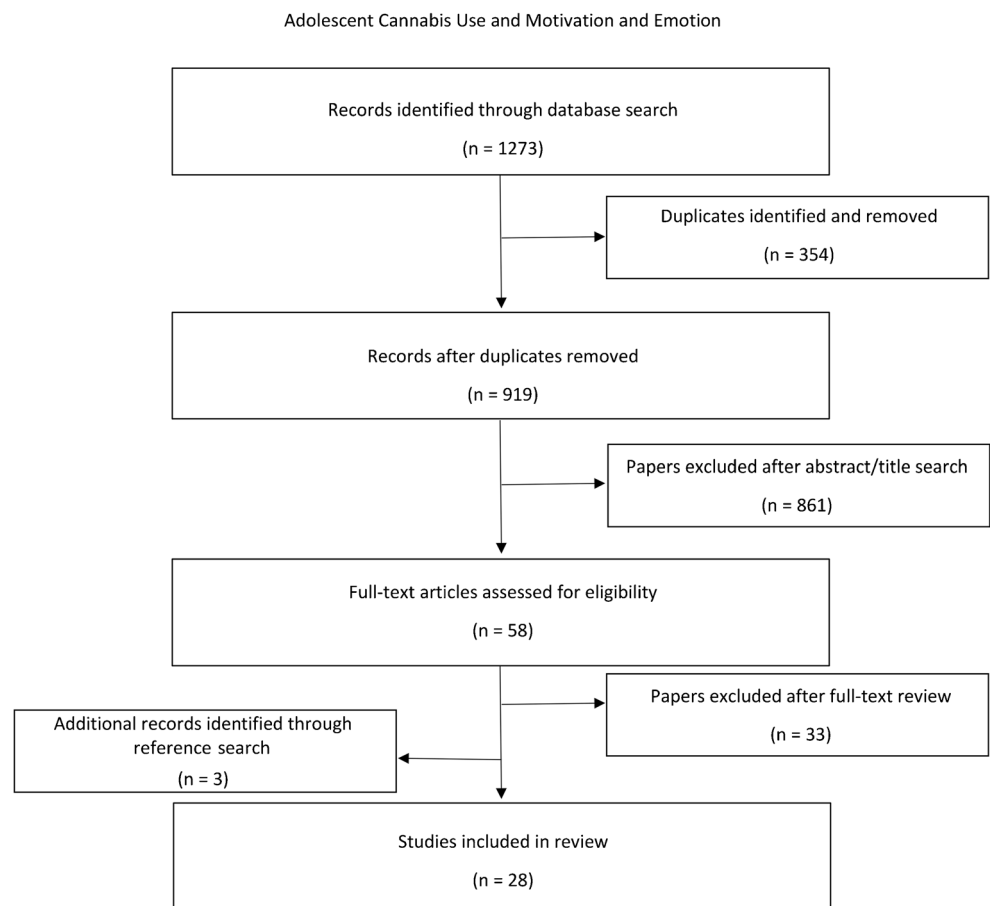 Adolescent Cannabis Use and Motivation and Emotion
Records identified through database search
(n = 1273)
Duplicates identified and removed
(n = 354)
Records after duplicates removed
(n = 919)
Papers excluded after abstract/title search
(n = 861)
Full-text articles assessed for eligibility
(n = 58)
Papers excluded after full-text review
(n = 33)
Additional records identified through
reference search
(n = 3)
Studies included in review
(n = 28)